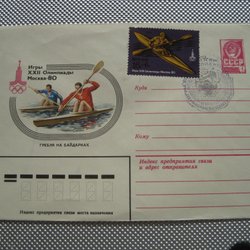 Игры
XXII Олимпиады
Москва-80
ГРЕБЛЯ НА БАЙДАРКАХ
СССР
Куда
Кому
Индекс предприятия связи
и адрес отправителя
Индекс предприятия связи места назначения